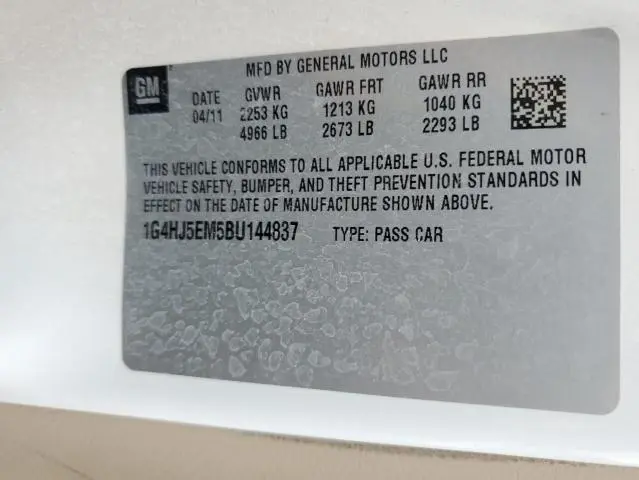 GM
MFD BY GENERAL MOTORS LLC
DATE GVWR GAWR FRT GAWR RR
04/11 2253 KG 1213 KG 1040 KG
4966 LB 2673 LB 2293 LB
THIS VEHICLE CONFORMS TO ALL APPLICABLE U.S. FEDERAL MOTOR
VEHICLE SAFETY, BUMPER, AND THEFT PREVENTION STANDARDS IN
EFFECT ON THE DATE OF MANUFACTURE SHOWN ABOVE.
1G4HJ5EM5BU144837 TYPE: PASS CAR